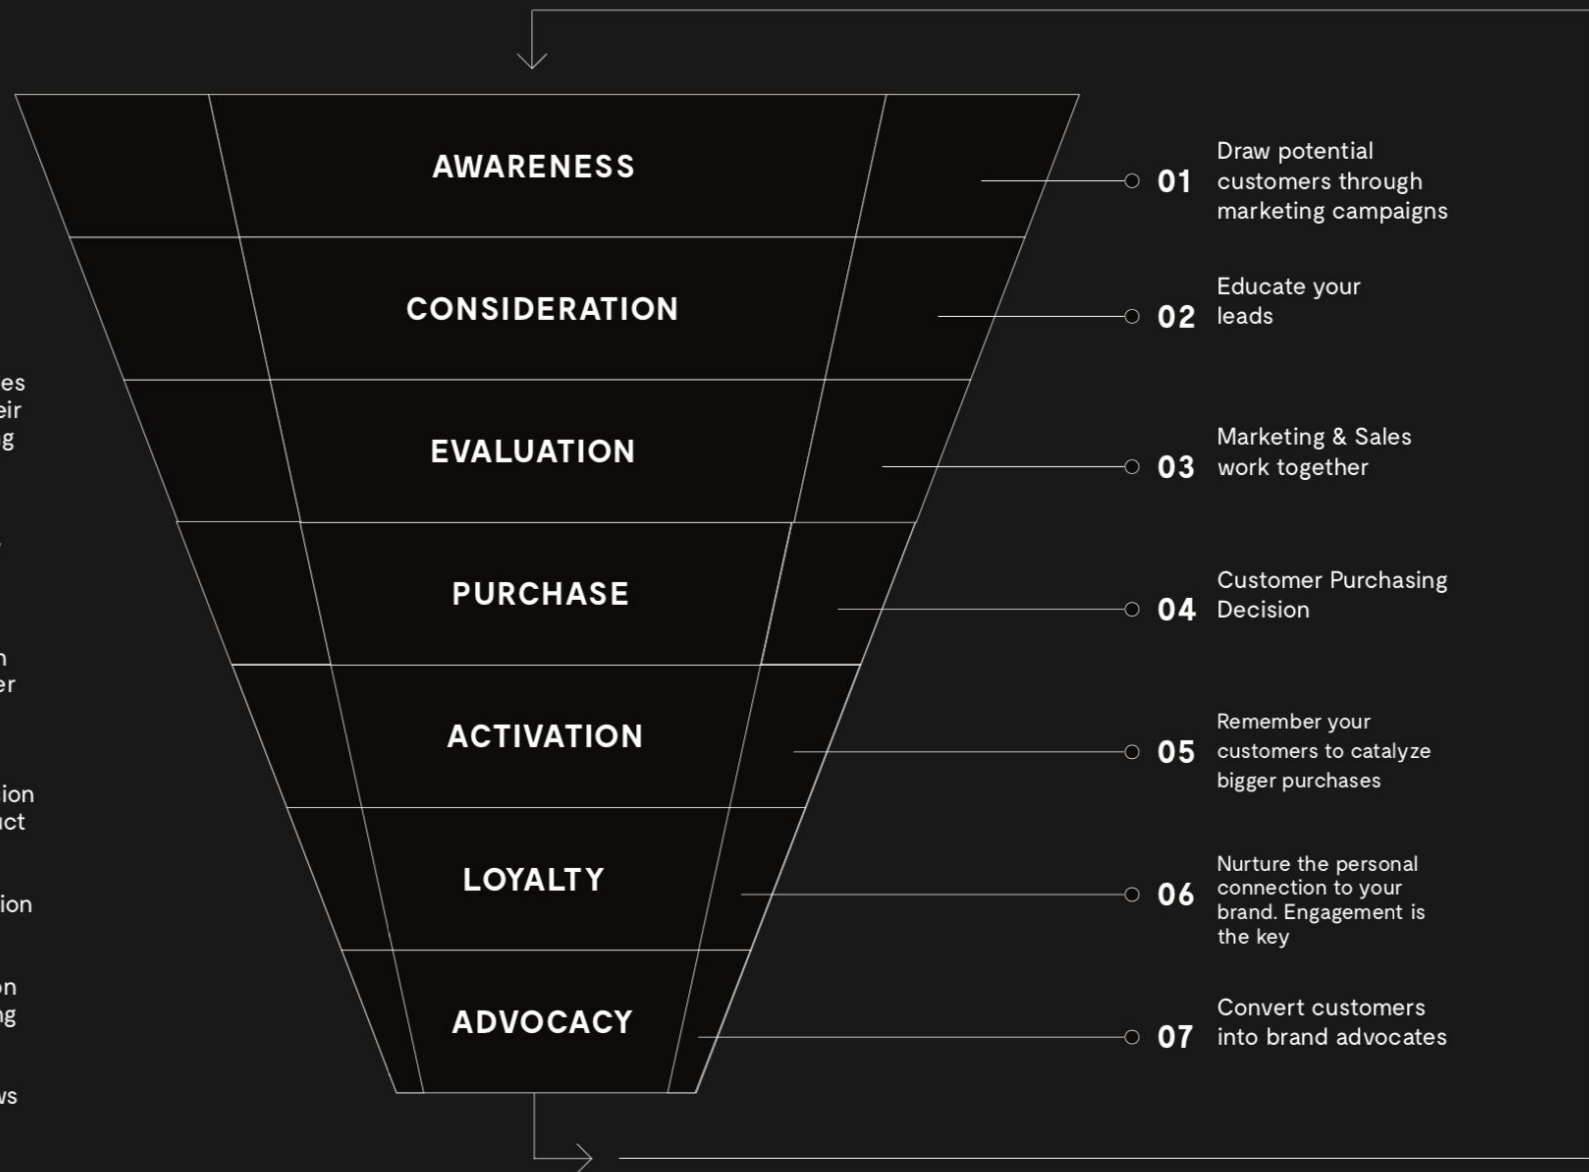 AWARENESS
01
Draw potential
customers through
marketing campaigns
CONSIDERATION
02
Educate your
leads
EVALUATION
03
Marketing & Sales
work together
PURCHASE
04
Customer Purchasing
Decision
ACTIVATION
05
Remember your
customers to catalyze
bigger purchases
LOYALTY
06
Nurture the personal
connection to your
brand. Engagement is
the key
ADVOCACY
07
Convert customers
into brand advocates